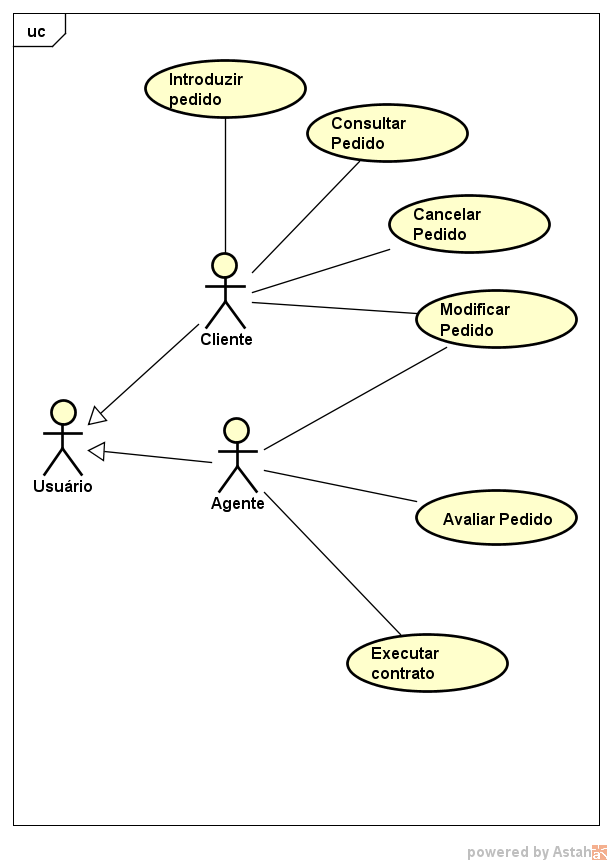 uc
Introduzir
pedido
Consultar
Pedido
Cancelar
Pedido
Modificar
Pedido
Cliente
Usuário
Agente
Avaliar Pedido
Executar
contrato
powered by Astah